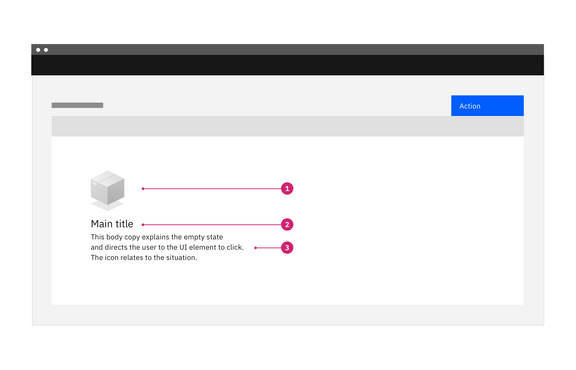 Action
1
Main title
2
This body copy explains the empty state
and directs the user to the UI element to click.
3
The icon relates to the situation.